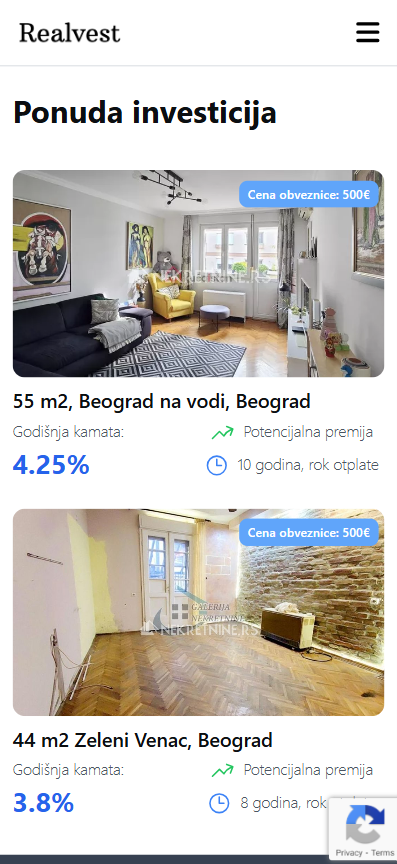 Realvest
Ponuda investicija
Cena obveznice: 500€
NEKRETNINE.RS
55 m2, Beograd na vodi, Beograd
Godišnja kamata:
Potencijalna premija
4.25%
10 godina, rok otplate
Cena obveznice: 500€
GALERIJA
NEKRETNINE
NEKRETNINE.RS
44 m2 Zeleni Venac, Beograd
Godišnja kamata:
Potencijalna premija
3.8%
8 godina, rok
Privacy - Terms